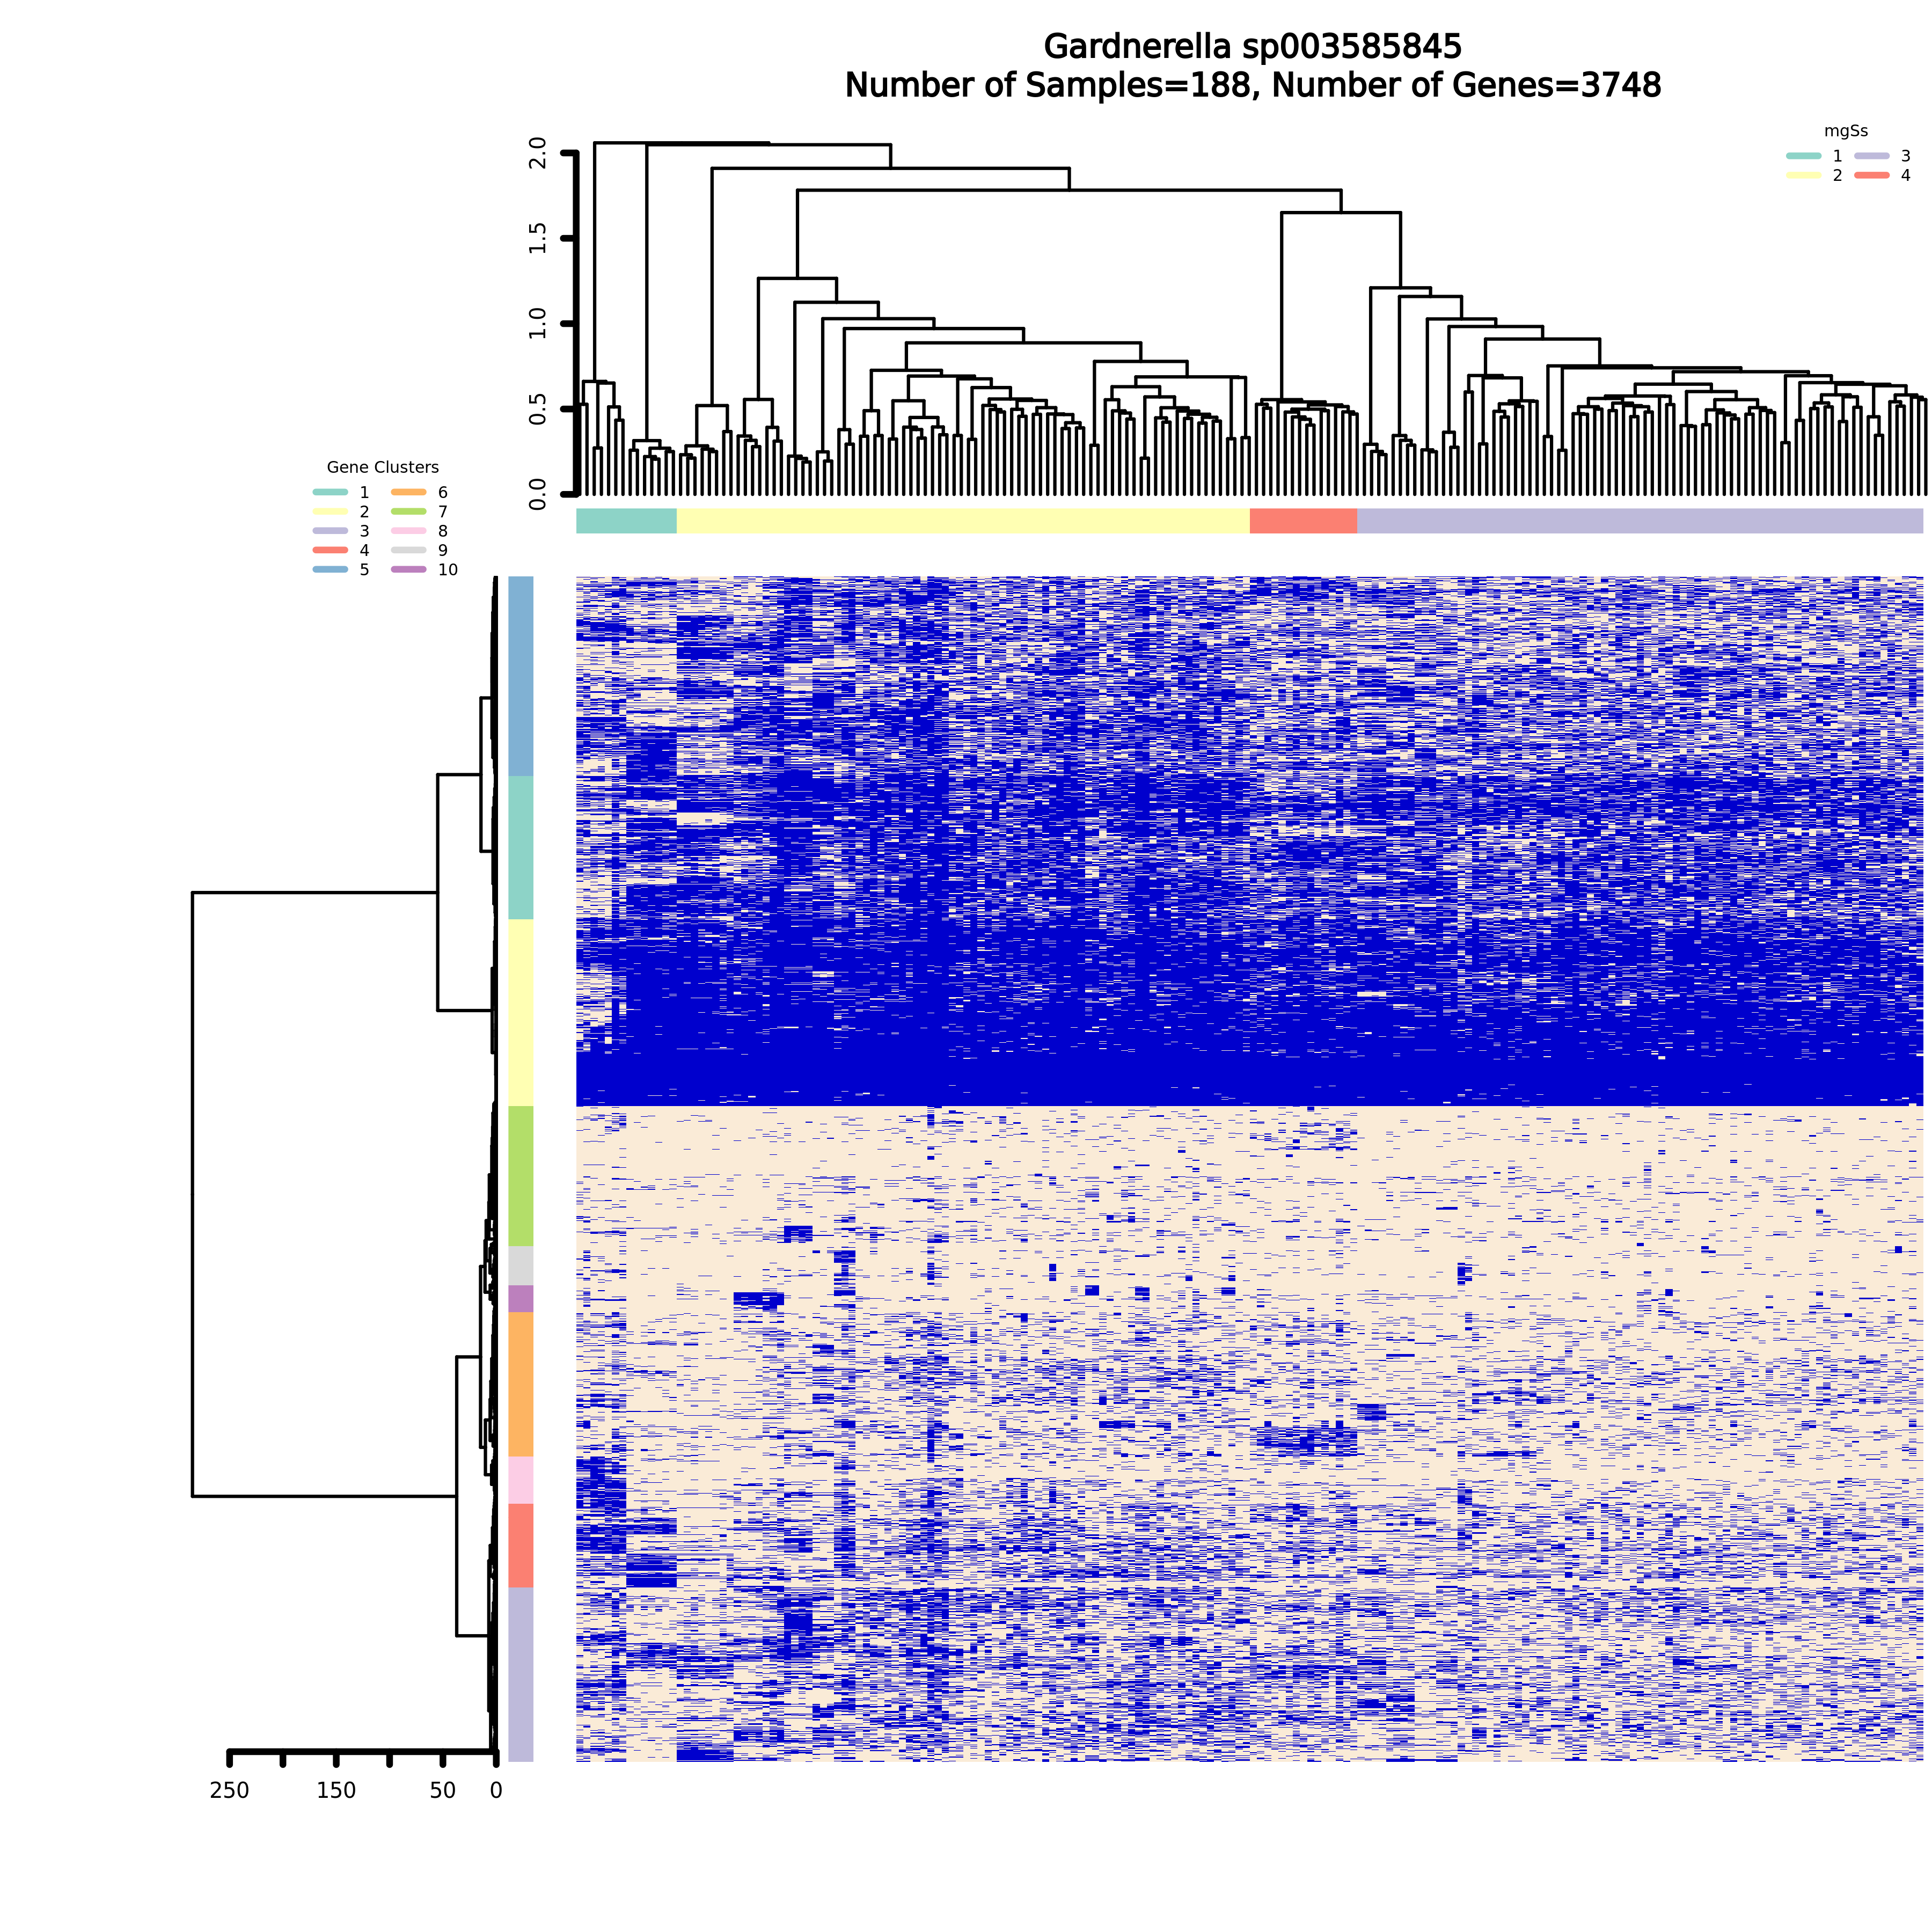 Gardnerella sp003585845
Number of Samples=188, Number of Genes=3748
mgSs
1 3
2 4
2.0
1.5
1.0
0.5
0.0
Gene Clusters
1 6
2 7
3 8
4 9
5 10
250 150 50 0